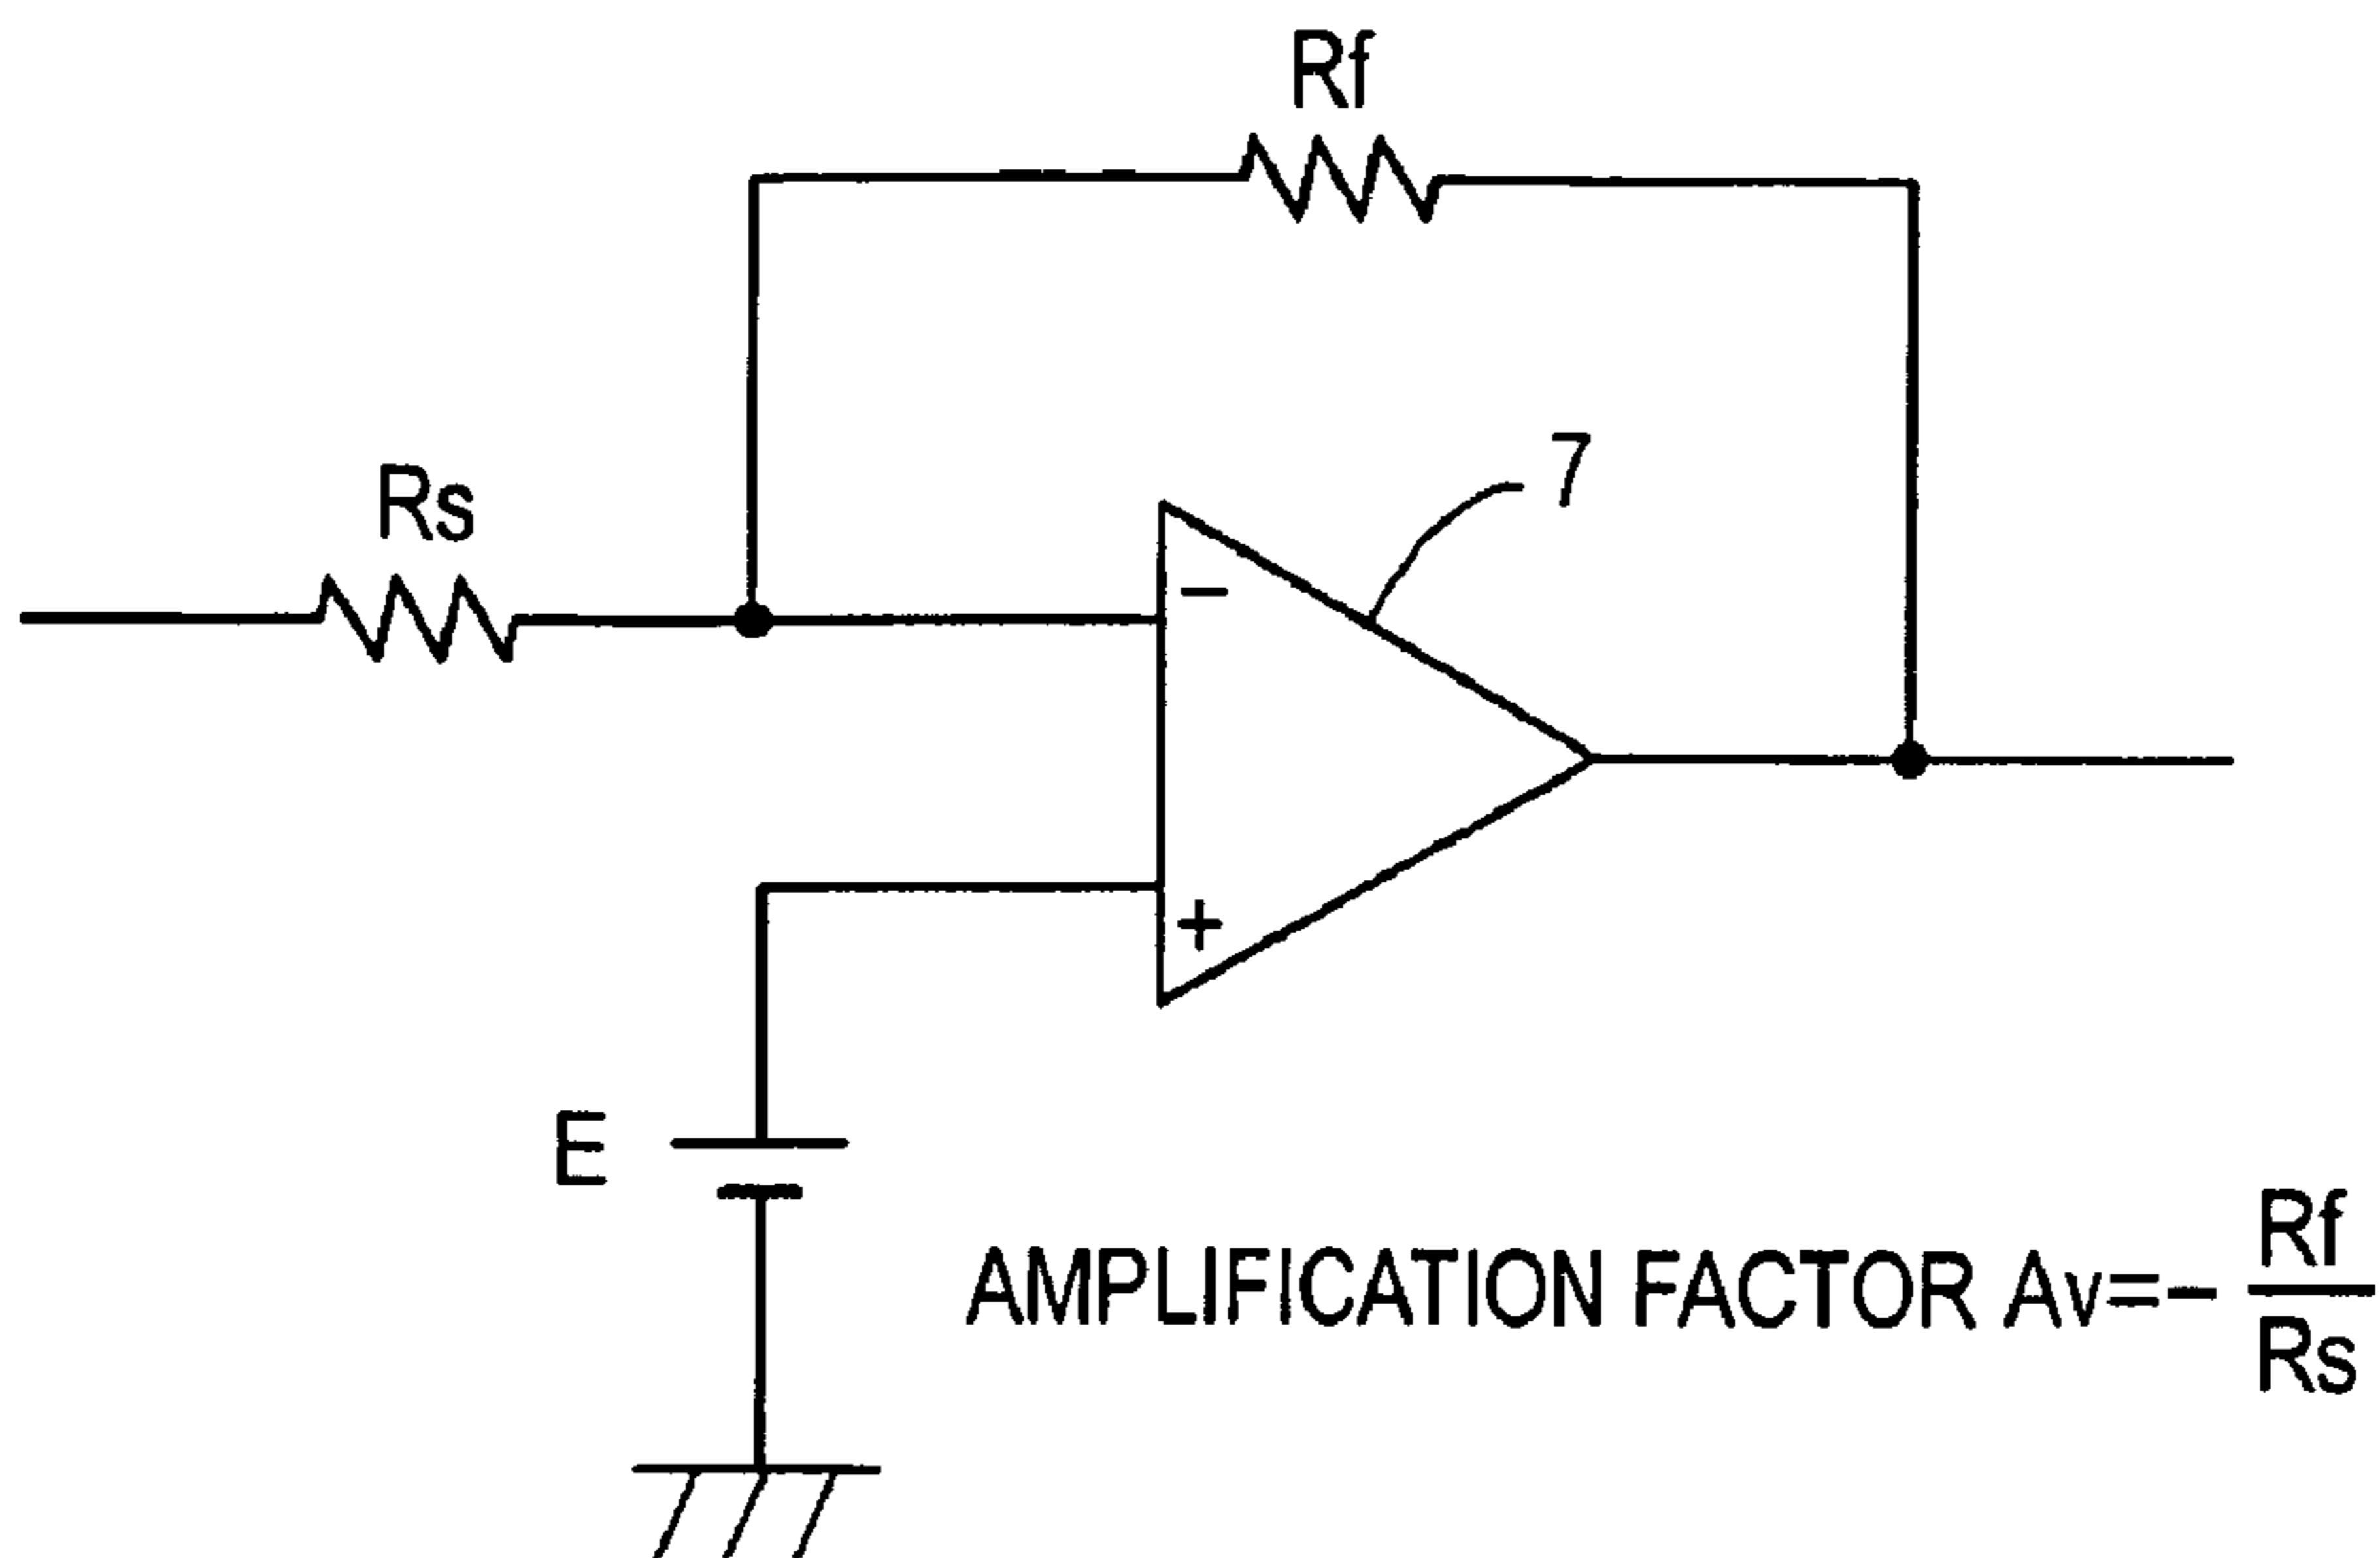 Rf
Rs
7
−
+
E
AMPLIFICATION FACTOR Av=− Rf/Rs